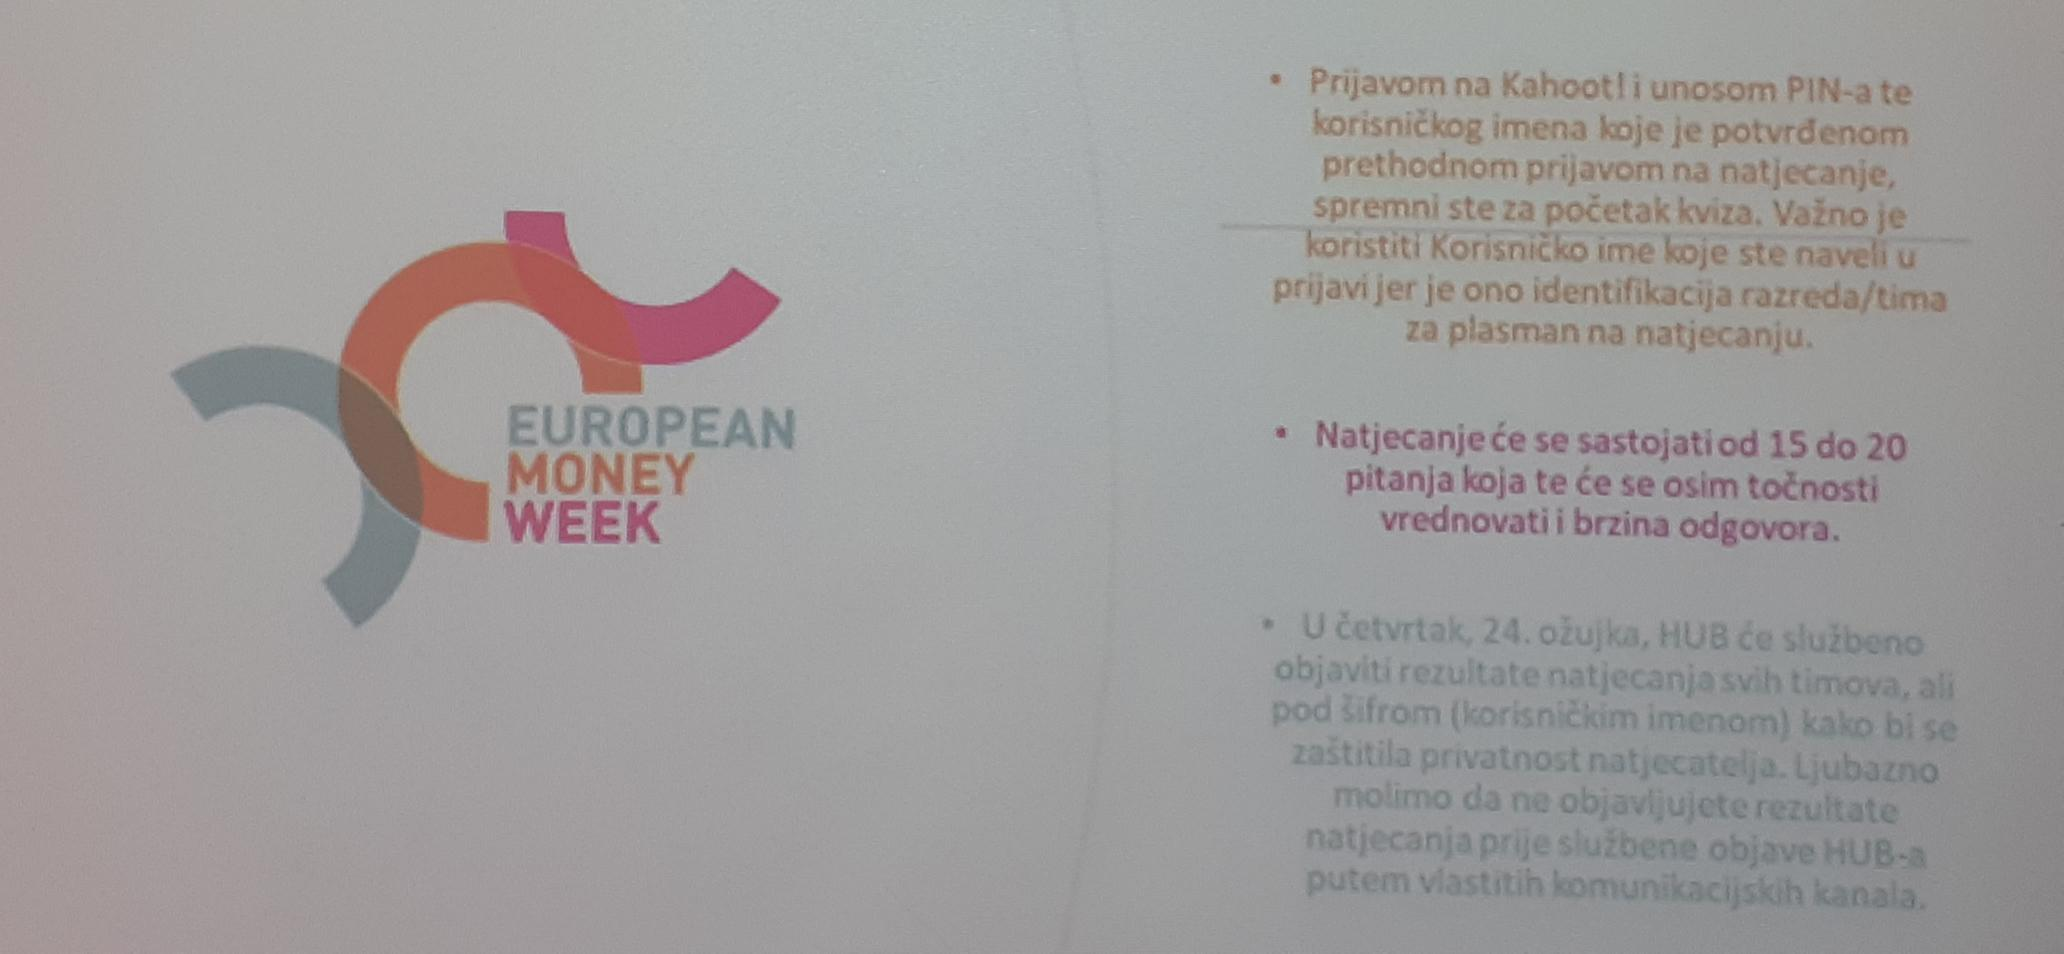 EUROPEAN
MONEY
WEEK
• Prijavom na Kahoot! i unosom PIN-a te
korisničkog imena koje je potvrđenom
prethodnom prijavom na natjecanje,
spremni ste za početak kviza. Važno je
koristiti Korisničko ime koje ste naveli u
prijavi jer je ono identifikacija razreda/tima
za plasman na natjecanju.
• Natjecanje će se sastojati od 15 do 20
pitanja koja te će se osim točnosti
vrednovati i brzina odgovora.
• U četvrtak, 24. ožujka, HUB će službeno
objaviti rezultate natjecanja svih timova, ali
pod šifrom (korisničkim imenom) kako bi se
zaštitila privatnost natjecatelja. Ljubazno
molimo da ne objavljujete rezultate
natjecanja prije službene objave HUB-a
putem vlastitih komunikacijskih kanala.